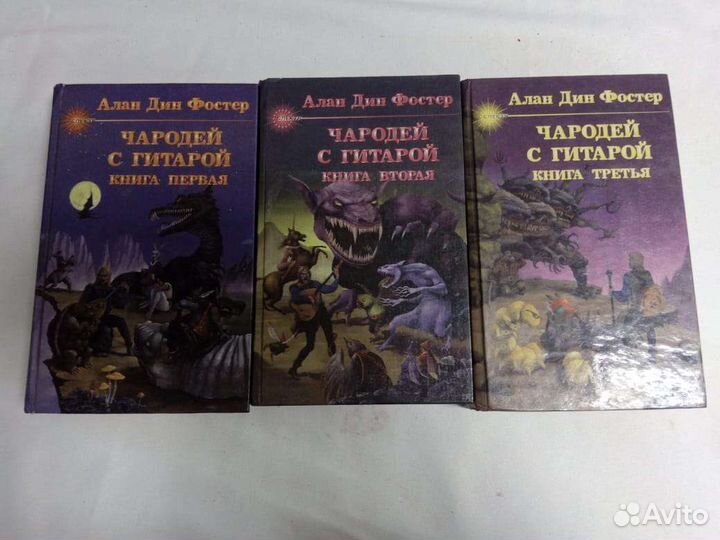 Алан Дин Фостер
ЧАРОДЕЙ
С ГИТАРОЙ
КНИГА ПЕРВАЯ
Алан Дин Фостер
ЧАРОДЕЙ
С ГИТАРОЙ
КНИГА ВТОРАЯ
Алан Дин Фостер
ЧАРОДЕЙ
С ГИТАРОЙ
КНИГА ТРЕТЬЯ
Avito